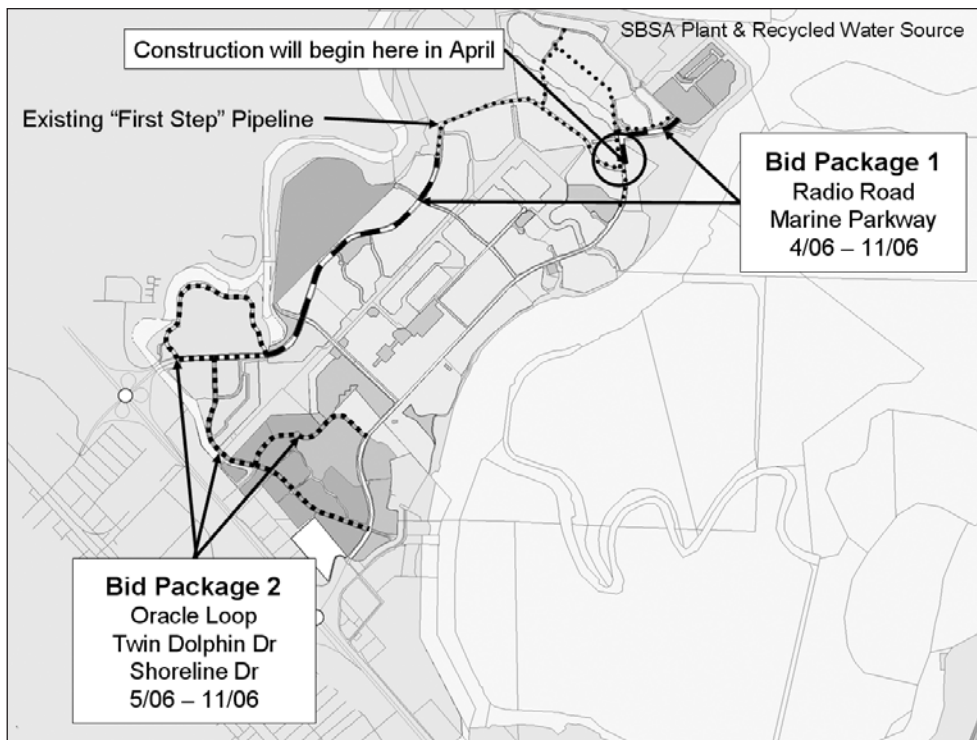 SBSA Plant & Recycled Water Source
Construction will begin here in April
Existing “First Step” Pipeline
Bid Package 1
Radio Road
Marine Parkway
4/06 – 11/06
Bid Package 2
Oracle Loop
Twin Dolphin Dr
Shoreline Dr
5/06 – 11/06